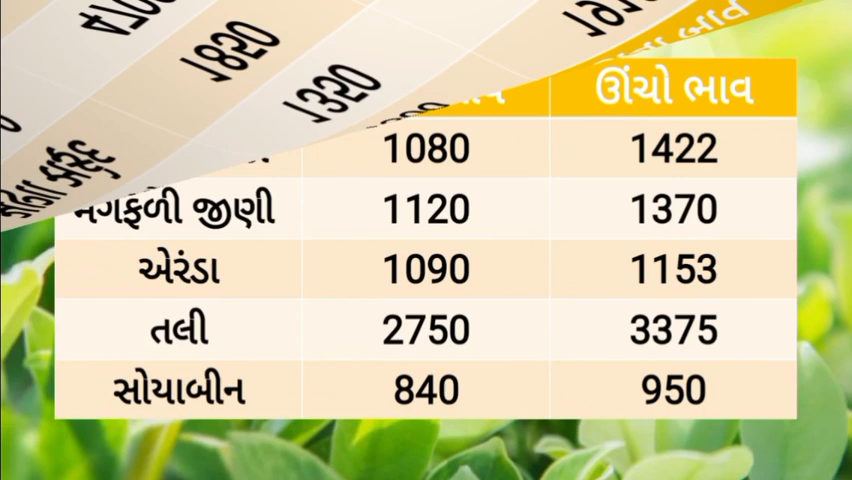 ઊંચો ભાવ
1080 1422
મગફળી જીણી 1120 1370
એરંડા 1090 1153
તલી 2750 3375
સોયાબીન 840 950
1820
1320